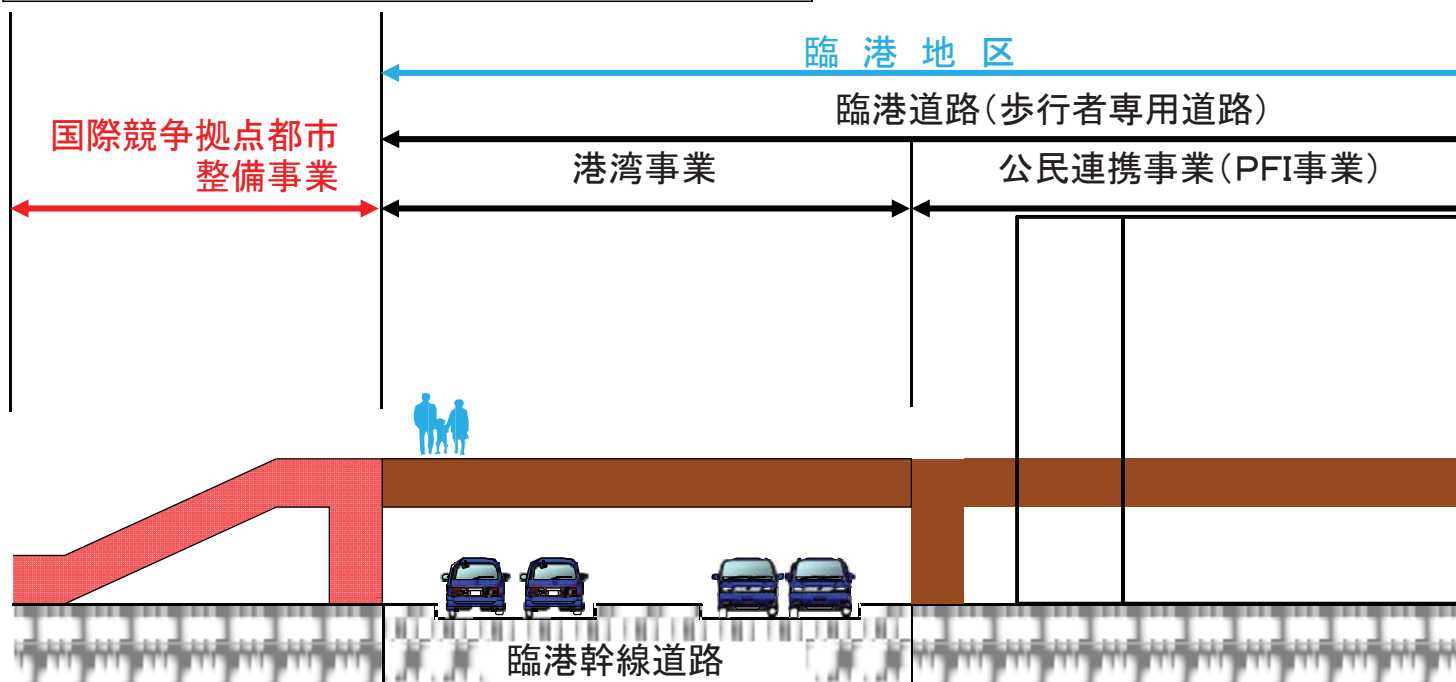 臨港地区
臨港道路(歩行者専用道路)
国際競争拠点都市
整備事業
港湾事業
公民連携事業(PFI事業)
臨港幹線道路